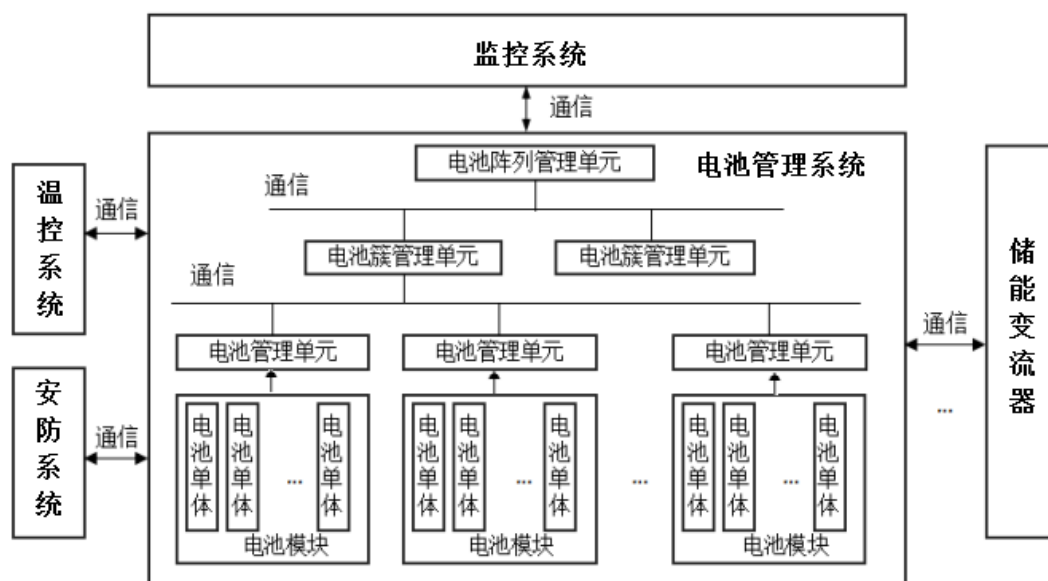 监控系统
通信
电池管理系统
电池阵列管理单元
通信
电池簇管理单元
电池簇管理单元
通信
电池管理单元
电池管理单元
电池管理单元
电池单体
电池单体
...
电池单体
电池模块
电池单体
电池单体
...
电池单体
电池模块
...
电池单体
电池单体
...
电池单体
电池模块
温控系统
通信
安防系统
通信
通信
...
储能变流器